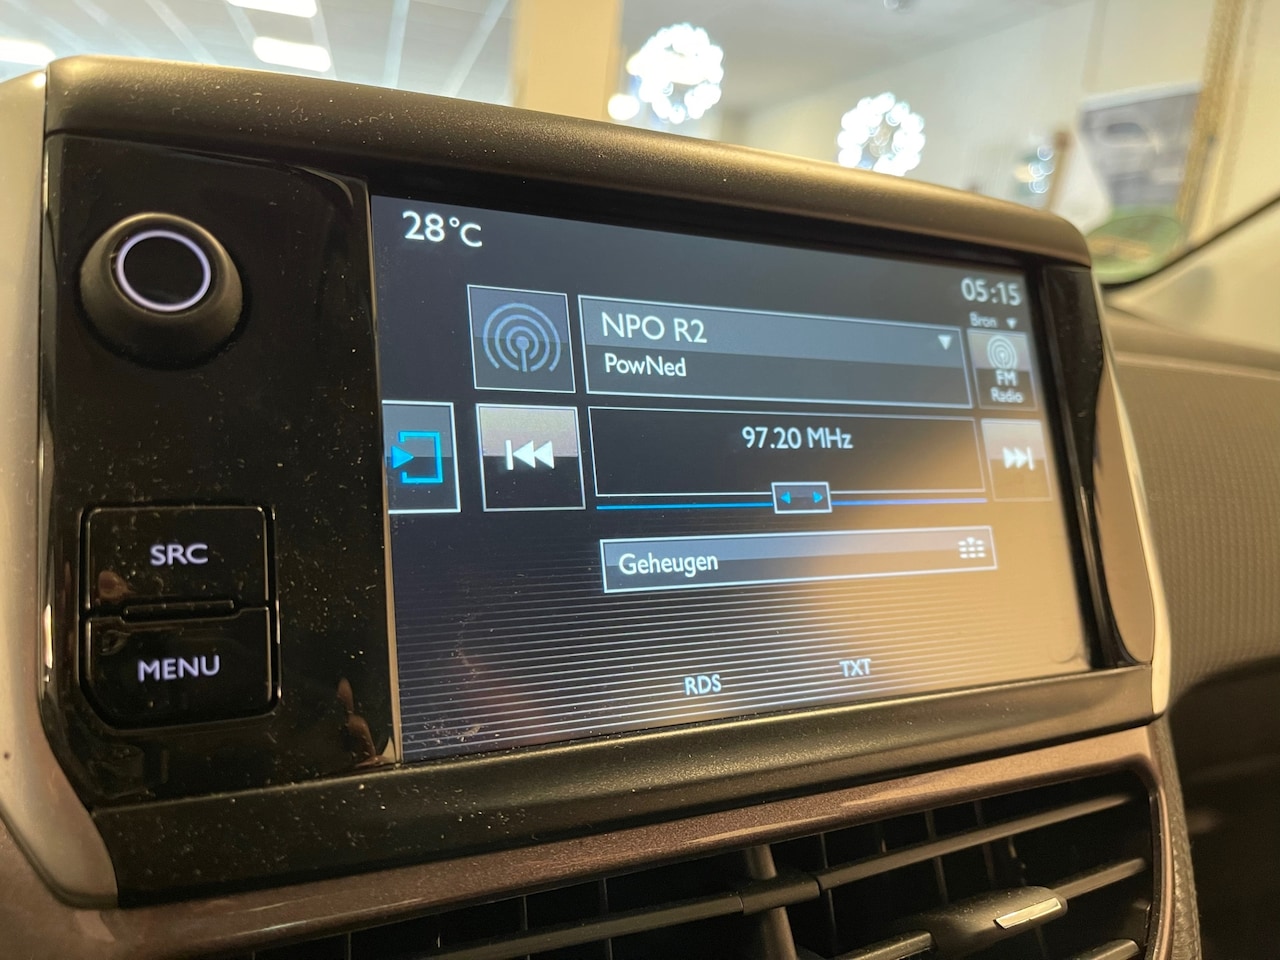 28°C
05:15
Bron
NPO R2
PowNed
FM
Radio
97.20 MHz
SRC
Geheugen
MENU
RDS
TXT